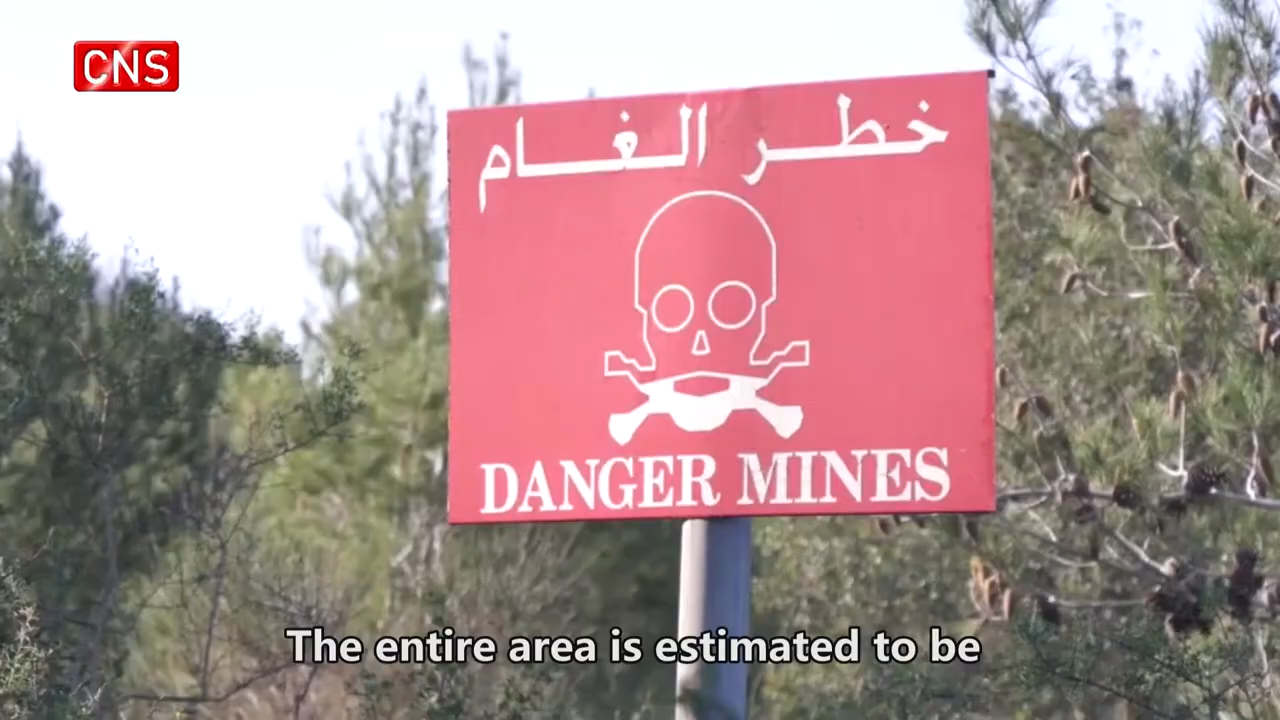 CNS
خطر الغام
DANGER MINES
The entire area is estimated to be